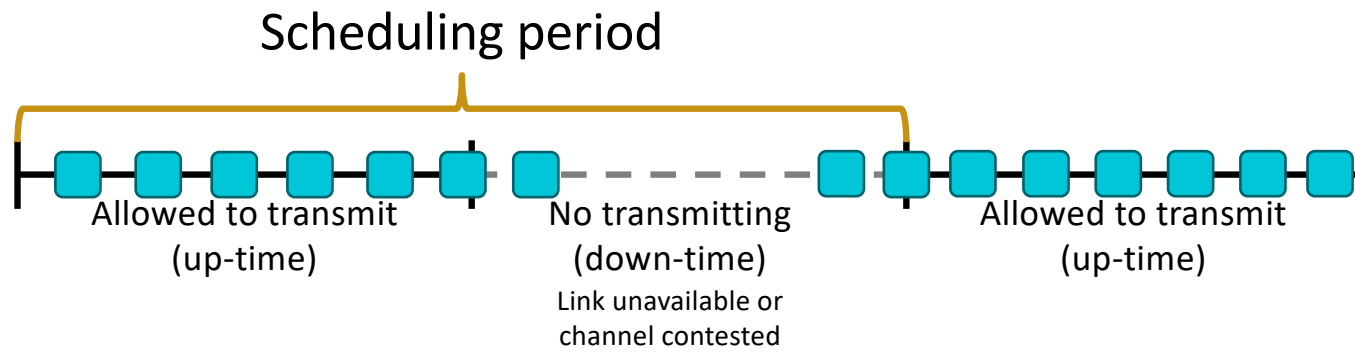 Scheduling period
Allowed to transmit
(up-time)
No transmitting
(down-time)
Link unavailable or
channel contested
Allowed to transmit
(up-time)